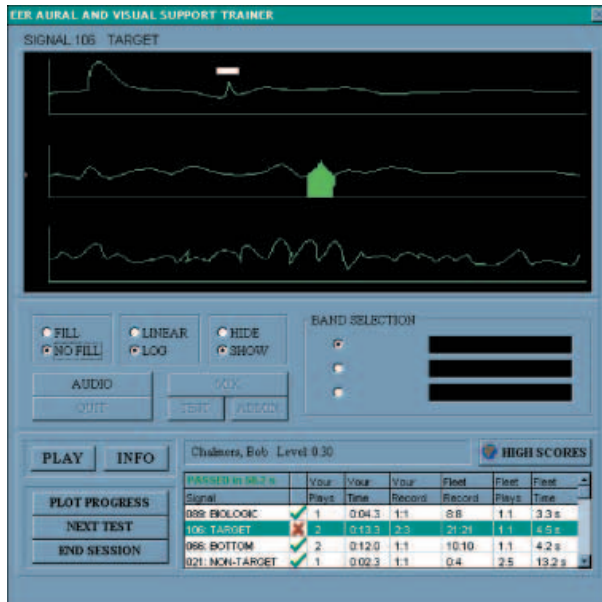 EER AURAL AND VISUAL SUPPORT TRAINER
SIGNAL 106 TARGET
FILL
NO FILL
LINEAR
LOG
HIDE
SHOW
BAND SELECTION
AUDIO
QUIT
TEST
PLAY
INFO
Chalmers, Bob Level 0.30
HIGH SCORES
PLOT PROGRESS
NEXT TEST
END SESSION
PASSED in 58.2 s Your Your Your Fleet Fleet Fleet
Signal Plays Time Record Record Plays Time
089: BIOLOGIC 1 0:04.3 1:1 8:8 1.1 3.3 s
106: TARGET 2 0:13.3 2:3 21:21 1.1 4.5 s
066: BOTTOM 2 0:12.0 1:1 10:10 1.1 4.2 s
021: NON-TARGET 1 0:02.3 1:1 0:4 2.5 13.2 s